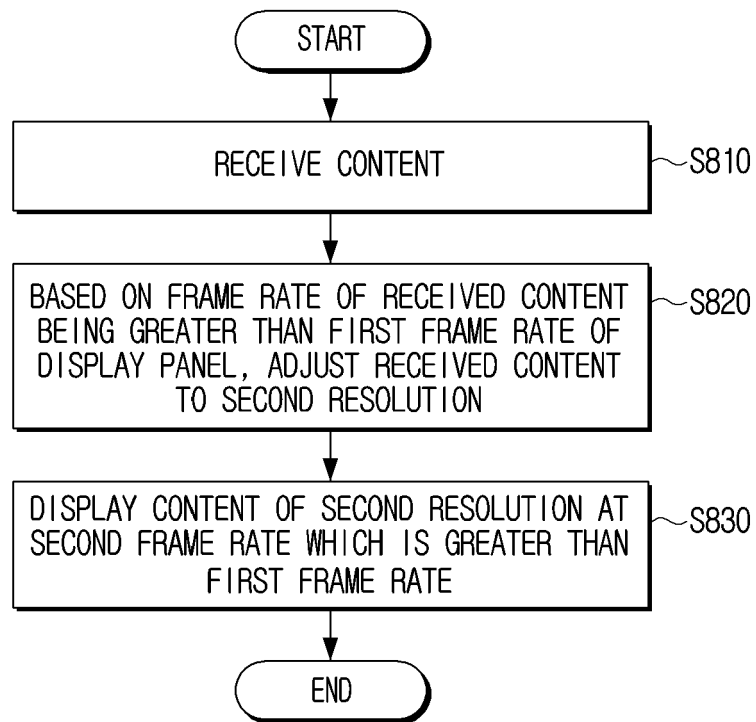 START
RECEIVE CONTENT
S810
BASED ON FRAME RATE OF RECEIVED CONTENT
BEING GREATER THAN FIRST FRAME RATE OF
DISPLAY PANEL, ADJUST RECEIVED CONTENT
TO SECOND RESOLUTION
S820
DISPLAY CONTENT OF SECOND RESOLUTION AT
SECOND FRAME RATE WHICH IS GREATER THAN
FIRST FRAME RATE
S830
END